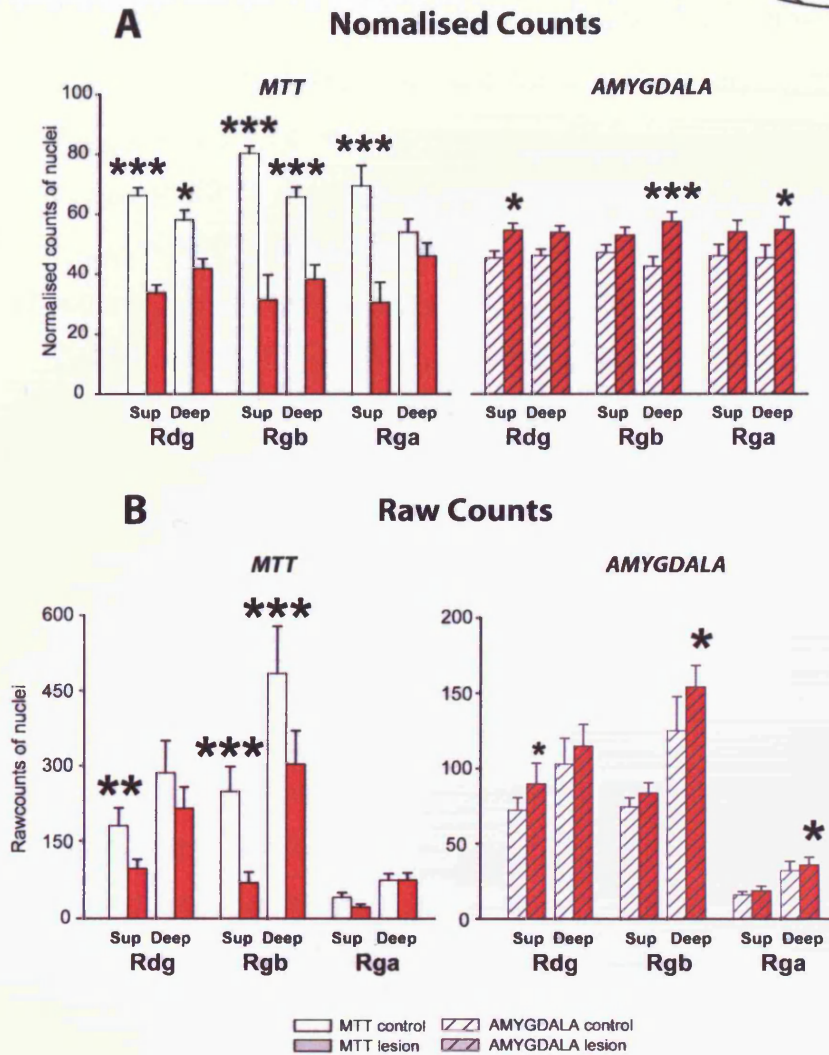 A Nomalised Counts
MTT AMYGDALA
Normalised counts of nuclei
100
80
60
40
20
0
*** * *** *** ***
* *** *
Sup Deep Sup Deep Sup Deep Sup Deep Sup Deep Sup Deep
Rdg Rgb Rga Rdg Rgb Rga
B Raw Counts
MTT AMYGDALA
Rawcounts of nuclei
600
450
300
150
0
** *** ***
200
150
100
50
0
* * *
Sup Deep Sup Deep Sup Deep Sup Deep Sup Deep Sup Deep
Rdg Rgb Rga Rdg Rgb Rga
MTT control AMYGDALA control
MTT lesion AMYGDALA lesion